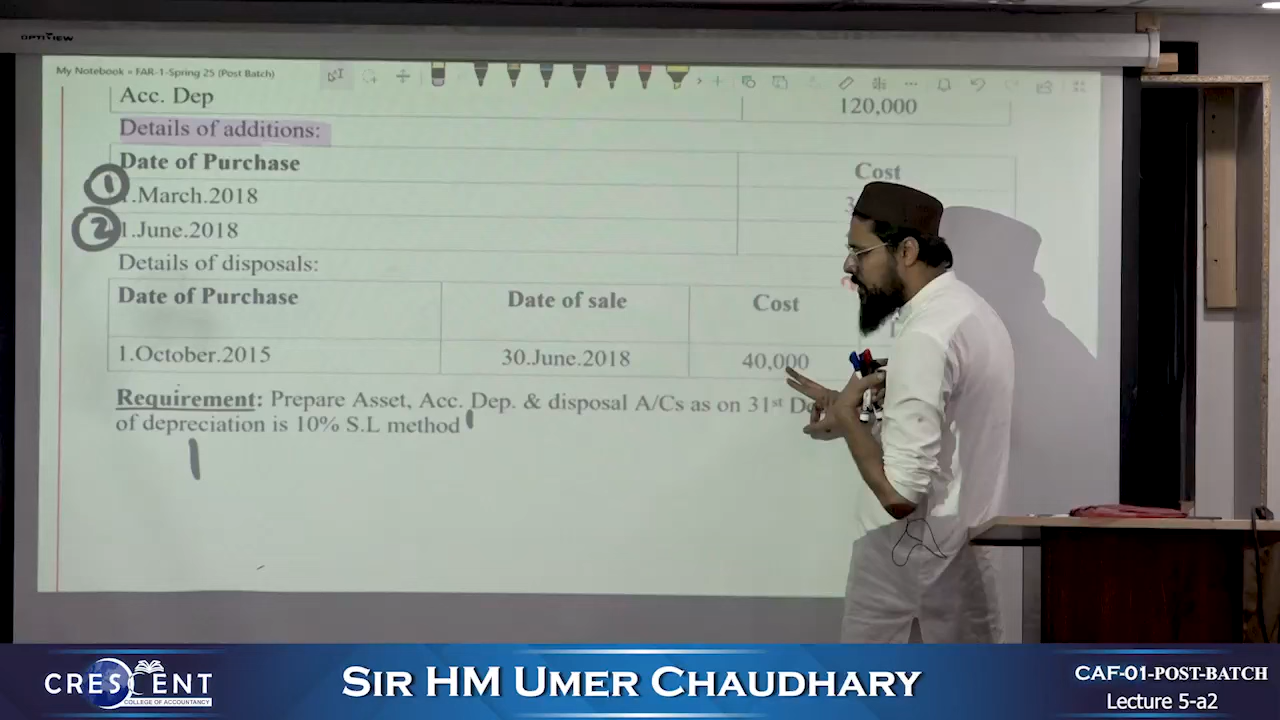 OPTIVIEW
My Notebook » FAR-1-Spring 25 (Post Batch)
Acc. Dep 120,000
Details of additions:
Date of Purchase Cost
1 .March.2018
2 1.June.2018
Details of disposals:
Date of Purchase Date of sale Cost
1.October.2015 30.June.2018 40,000
Requirement: Prepare Asset, Acc. Dep. & disposal A/Cs as on 31st
of depreciation is 10% S.L method
CRESCENT
COLLEGE OF ACCOUNTANCY
SIR HM UMER CHAUDHARY
CAF-01-POST-BATCH
Lecture 5-a2